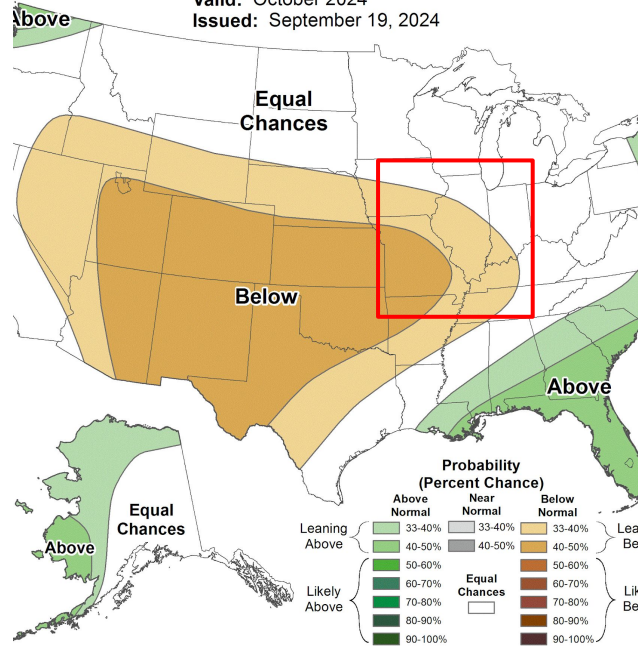 Valid: October 2024
Issued: September 19, 2024
Above
Equal
Chances
Below
Above
Equal
Chances
Above
Probability
(Percent Chance)
Above
Normal
Near
Normal
Below
Normal
Leaning
Above
33-40%
33-40%
33-40%
40-50%
40-50%
40-50%
Likely
Above
50-60%
60-70%
70-80%
80-90%
90-100%
Equal
Chances
50-60%
60-70%
70-80%
80-90%
90-100%